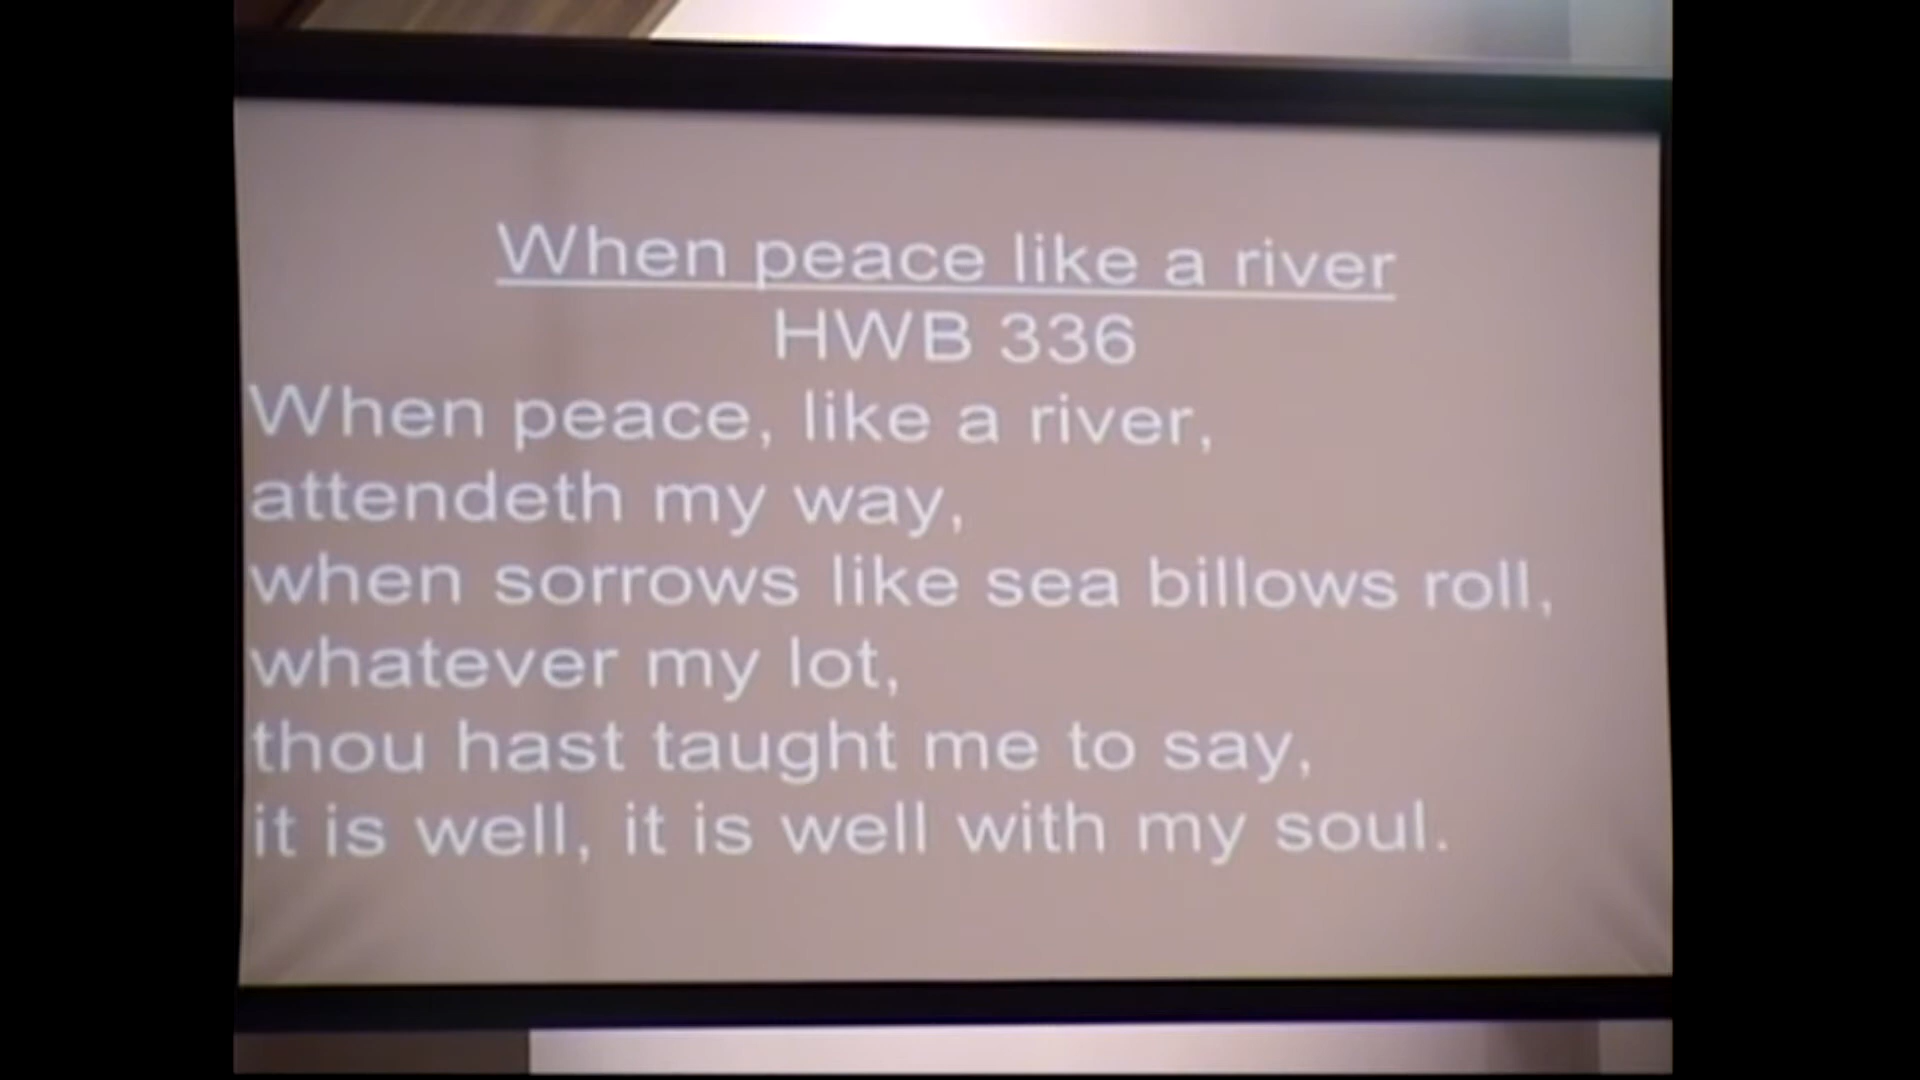 When peace like a river
HWB 336
When peace, like a river,
attendeth my way,
when sorrows like sea billows roll,
whatever my lot,
thou hast taught me to say,
it is well, it is well with my soul.